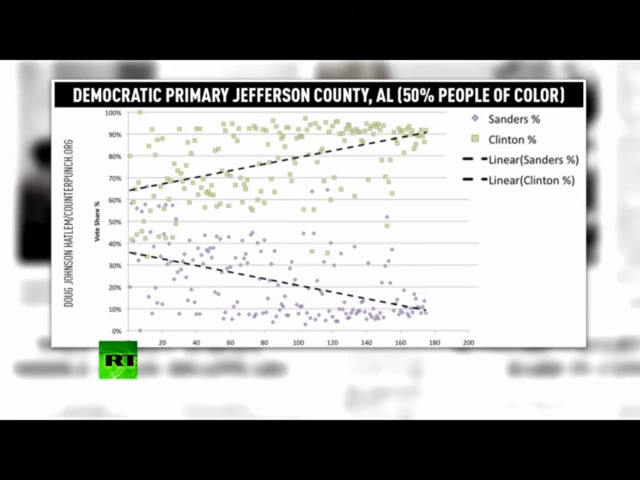 DEMOCRATIC PRIMARY JEFFERSON COUNTY, AL (50% PEOPLE OF COLOR)
DOUG JOHNSON HATLEM/COUNTERPUNCH.ORG
Vote Share %
100%
90%
80%
70%
60%
50%
40%
30%
20%
10%
0%
0 20 40 60 80 100 120 140 160 180 200
Sanders %
Clinton %
Linear(Sanders %)
Linear(Clinton %)
RT